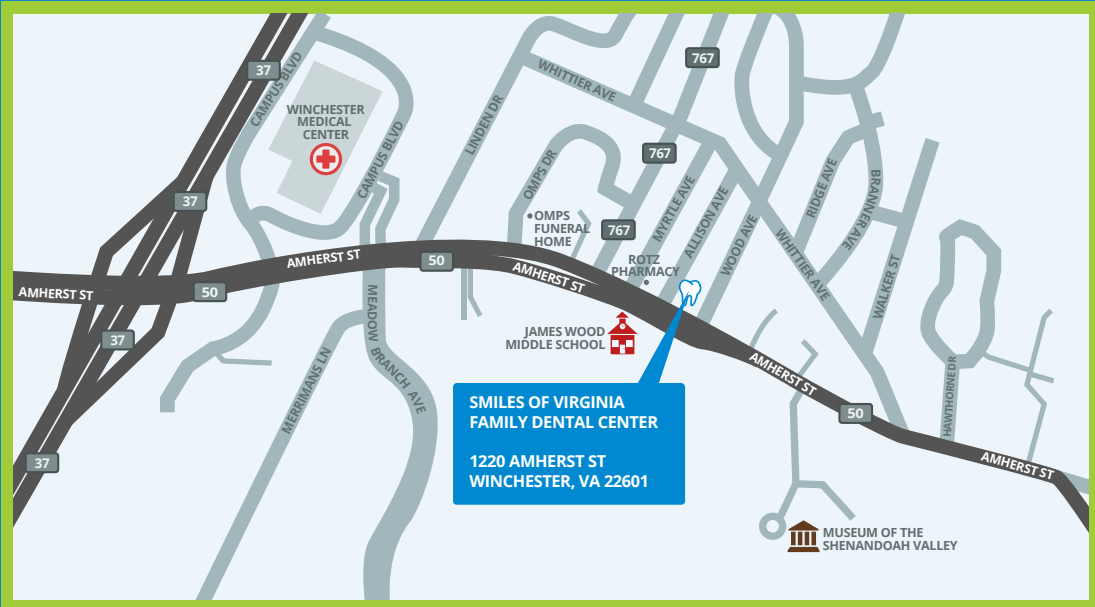 37
CAMPUS BLVD
WINCHESTER
MEDICAL
CENTER
CAMPUS BLVD
LINDEN DR
WHITTIER AVE
767
767
OMPS DR
37
OMPS
FUNERAL
HOME
767
MYRTLE AVE
ALLISON AVE
WOOD AVE
RIDGE AVE
BRANNER AVE
WHITTIER AVE
WALKER ST
ROTZ
PHARMACY
AMHERST ST
50
AMHERST ST
AMHERST ST
50
37
MEADOW BRANCH AVE
MERRIMANS LN
JAMES WOOD
MIDDLE SCHOOL
AMHERST ST
50
HAWTHORNE DR
AMHERST ST
37
SMILES OF VIRGINIA
FAMILY DENTAL CENTER
1220 AMHERST ST
WINCHESTER, VA 22601
MUSEUM OF THE
SHENANDOAH VALLEY